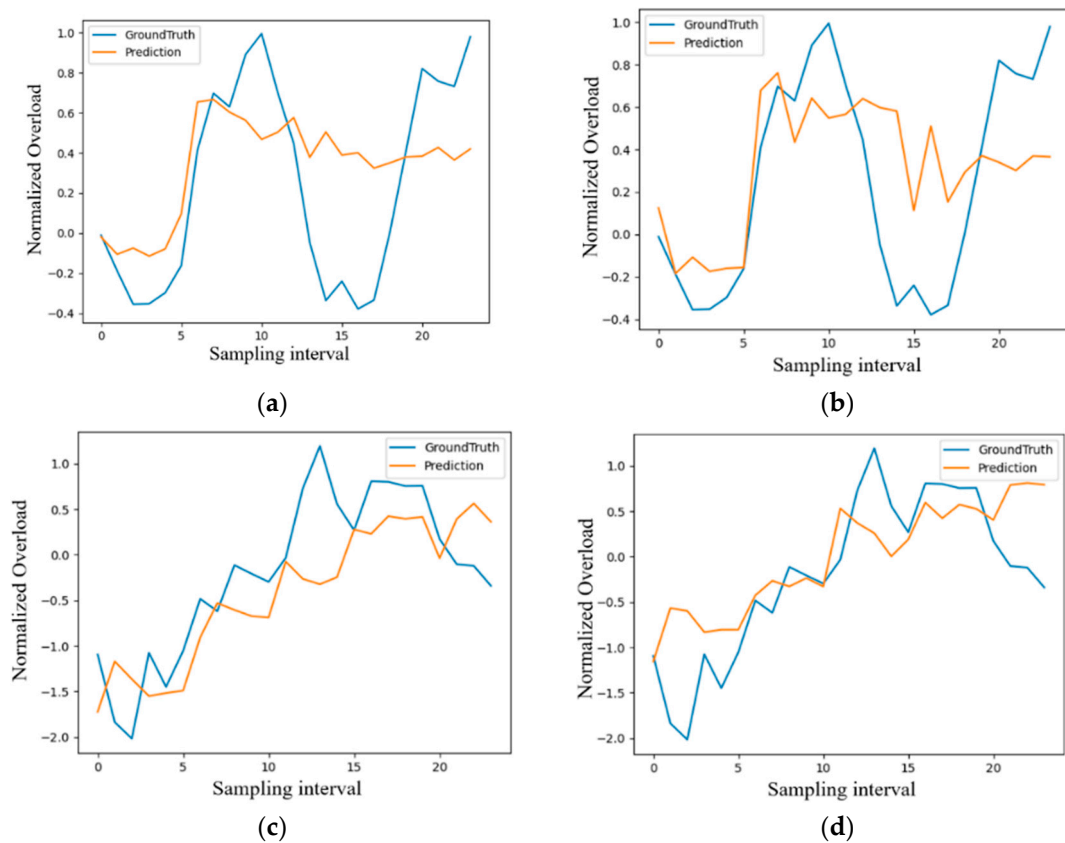 GroundTruth
Prediction
1.0
0.8
0.6
0.4
0.2
0.0
−0.2
−0.4
Normalized Overload
0 5 10 15 20
Sampling interval
(a)
GroundTruth
Prediction
1.0
0.8
0.6
0.4
0.2
0.0
−0.2
−0.4
Normalized Overload
0 5 10 15 20
Sampling interval
(b)
GroundTruth
Prediction
1.0
0.5
0.0
−0.5
−1.0
−1.5
−2.0
Normalized Overload
0 5 10 15 20
Sampling interval
(c)
GroundTruth
Prediction
1.0
0.5
0.0
−0.5
−1.0
−1.5
−2.0
Normalized Overload
0 5 10 15 20
Sampling interval
(d)